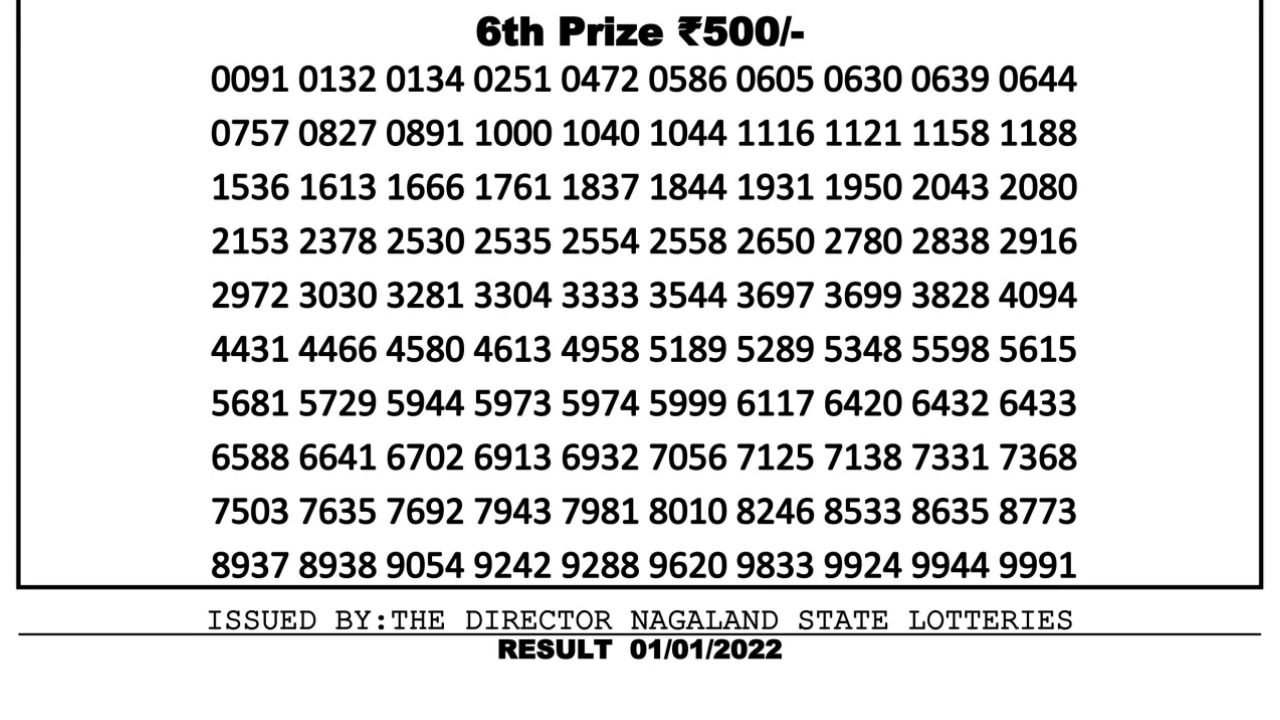 6th Prize ₹500/-
0091 0132 0134 0251 0472 0586 0605 0630 0639 0644
0757 0827 0891 1000 1040 1044 1116 1121 1158 1188
1536 1613 1666 1761 1837 1844 1931 1950 2043 2080
2153 2378 2530 2535 2554 2558 2650 2780 2838 2916
2972 3030 3281 3304 3333 3544 3697 3699 3828 4094
4431 4466 4580 4613 4958 5189 5289 5348 5598 5615
5681 5729 5944 5973 5974 5999 6117 6420 6432 6433
6588 6641 6702 6913 6932 7056 7125 7138 7331 7368
7503 7635 7692 7943 7981 8010 8246 8533 8635 8773
8937 8938 9054 9242 9288 9620 9833 9924 9944 9991
ISSUED BY:THE DIRECTOR NAGALAND STATE LOTTERIES
RESULT 01/01/2022